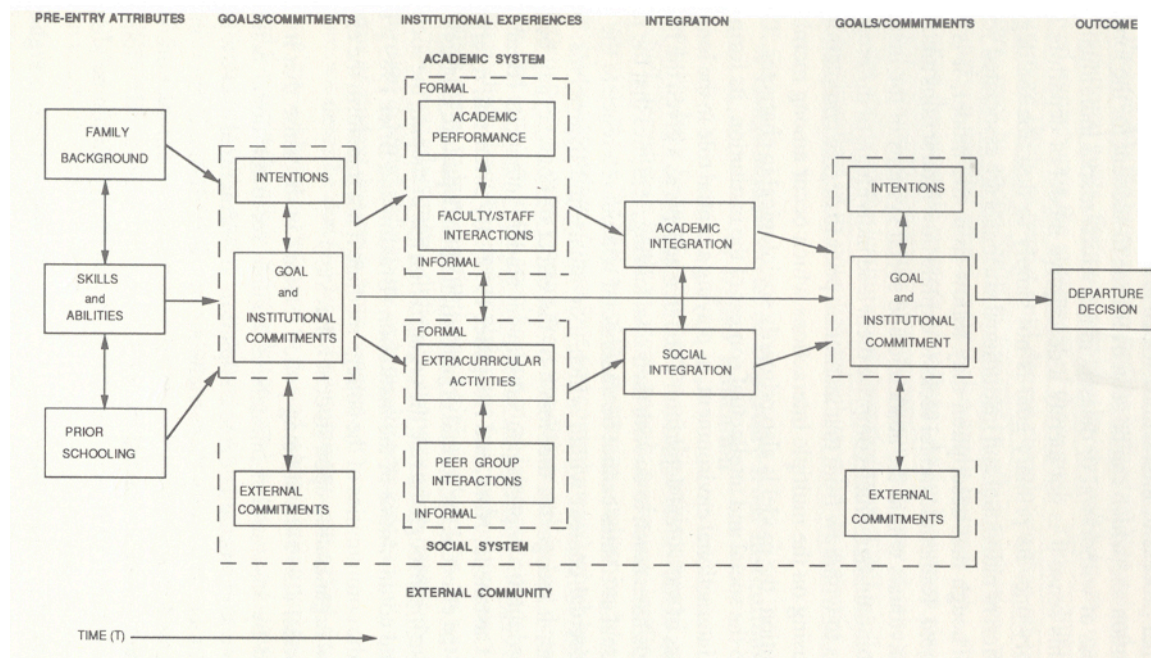 PRE-ENTRY ATTRIBUTES
GOALS/COMMITMENTS
INSTITUTIONAL EXPERIENCES
INTEGRATION
GOALS/COMMITMENTS
OUTCOME
ACADEMIC SYSTEM
FORMAL
ACADEMIC
PERFORMANCE
FACULTY/STAFF
INTERACTIONS
INFORMAL
FAMILY
BACKGROUND
SKILLS
and
ABILITIES
PRIOR
SCHOOLING
INTENTIONS
GOAL
and
INSTITUTIONAL
COMMITMENTS
EXTERNAL
COMMITMENTS
FORMAL
EXTRACURRICULAR
ACTIVITIES
PEER GROUP
INTERACTIONS
INFORMAL
SOCIAL SYSTEM
ACADEMIC
INTEGRATION
SOCIAL
INTEGRATION
INTENTIONS
GOAL
and
INSTITUTIONAL
COMMITMENT
EXTERNAL
COMMITMENTS
DEPARTURE
DECISION
EXTERNAL COMMUNITY
TIME (T)